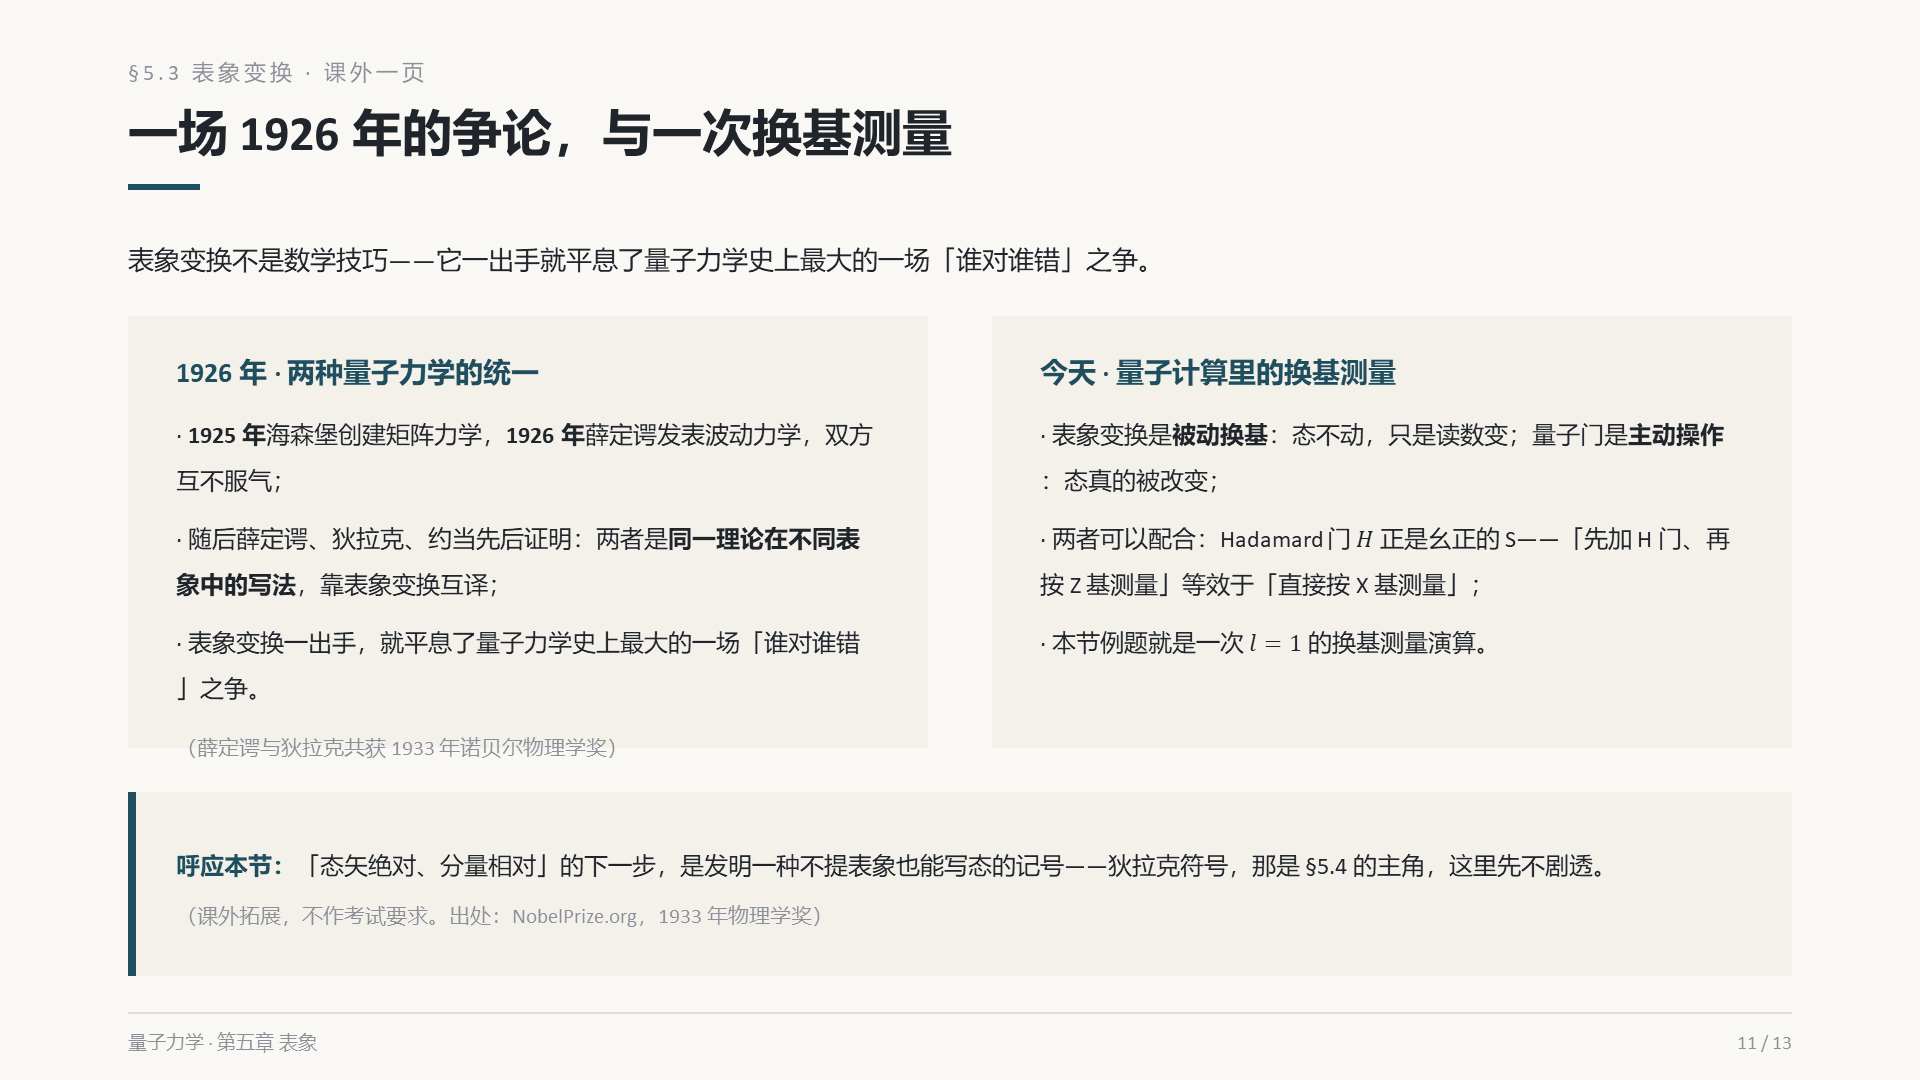 §5.3 表象变换 · 课外一页
一场 1926 年的争论，与一次换基测量
表象变换不是数学技巧——它一出手就平息了量子力学史上最大的一场「谁对谁错」之争。
1926 年 · 两种量子力学的统一
· 1925 年海森堡创建矩阵力学，1926 年薛定谔发表波动力学，双方
互不服气；
· 随后薛定谔、狄拉克、约当先后证明：两者是同一理论在不同表
象中的写法，靠表象变换互译；
· 表象变换一出手，就平息了量子力学史上最大的一场「谁对谁错
」之争。
（薛定谔与狄拉克共获 1933 年诺贝尔物理学奖）
今天 · 量子计算里的换基测量
· 表象变换是被动换基：态不动，只是读数变；量子门是主动操作
：态真的被改变；
· 两者可以配合：Hadamard 门 H 正是幺正的 S——「先加 H 门、再
按 Z 基测量」等效于「直接按 X 基测量」；
· 本节例题就是一次 l = 1 的换基测量演算。
呼应本节：「态矢绝对、分量相对」的下一步，是发明一种不提表象也能写态的记号——狄拉克符号，那是 §5.4 的主角，这里先不剧透。
（课外拓展，不作考试要求。出处：NobelPrize.org，1933 年物理学奖）
量子力学 · 第五章 表象
11 / 13